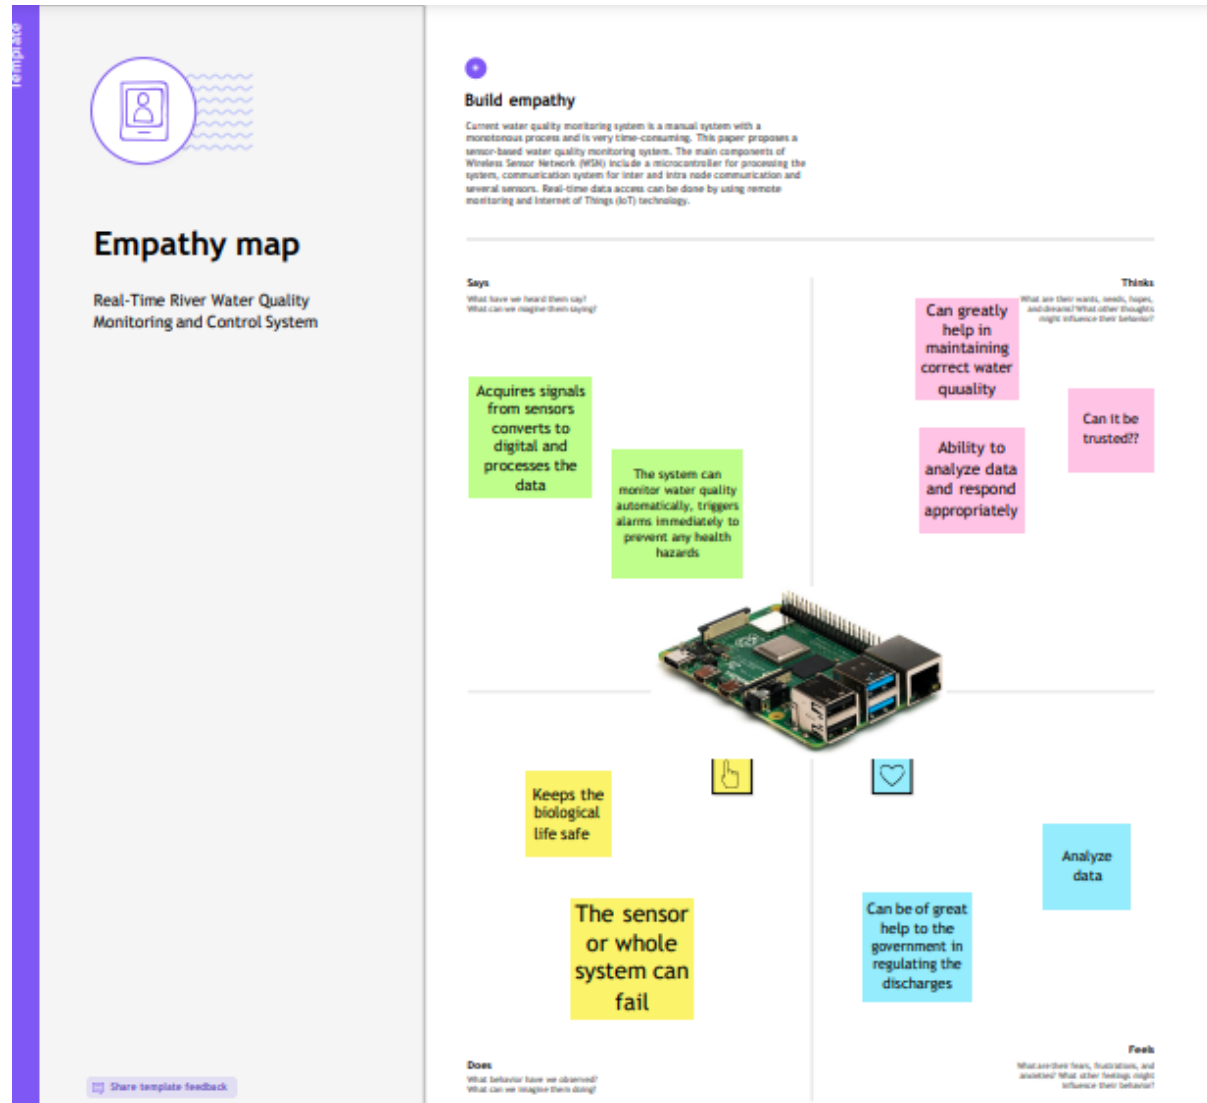 Template
Empathy map
Real-Time River Water Quality
Monitoring and Control System
Share template feedback
Build empathy
Current water quality monitoring system is a manual system with a
monotonous process and is very time-consuming. This paper proposes a
sensor-based water quality monitoring system. The main components of
Wireless Sensor Network (WSN) include a microcontroller for processing the
system, communication system for inter and intra node communication and
several sensors. Real-time data access can be done by using remote
monitoring and Internet of Things (IoT) technology.
Says
What have we heard them say?
What can we imagine them saying?
Thinks
What are their wants, needs, hopes,
and dreams? What other thoughts
might influence their behavior?
Acquires signals
from sensors
converts to
digital and
processes the
data
The system can
monitor water quality
automatically, triggers
alarms immediately to
prevent any health
hazards
Can greatly
help in
maintaining
correct water
quuality
Can it be
trusted??
Ability to
analyze data
and respond
appropriately
Keeps the
biological
life safe
The sensor
or whole
system can
fail
Analyze
data
Can be of great
help to the
government in
regulating the
discharges
Does
What behavior have we observed?
What can we imagine them doing?
Feels
What are their fears, frustrations, and
anxieties? What other feelings might
influence their behavior?